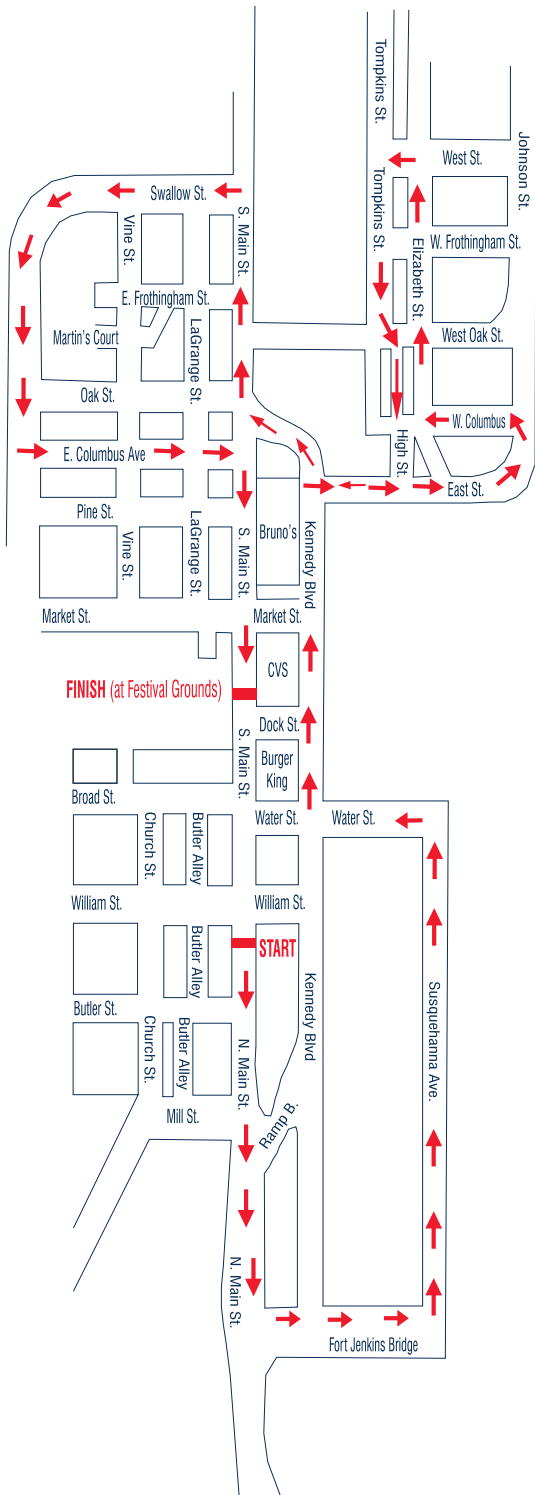 Tompkins St.
Johnson St.
West St.
Tompkins St.
Swallow St.
S. Main St.
Vine St.
Elizabeth St.
W. Frothingham St.
E. Frothingham St.
LaGrange St.
Martin's Court
West Oak St.
Oak St.
W. Columbus
High St.
E. Columbus Ave
East St.
Pine St.
Vine St.
LaGrange St.
S. Main St.
Bruno's
Kennedy Blvd
Market St.
Market St.
CVS
FINISH (at Festival Grounds)
Dock St.
S. Main St.
Burger
King
Broad St.
Church St.
Butler Alley
Water St.
Water St.
William St.
William St.
Butler Alley
START
Kennedy Blvd
Susquehanna Ave.
Butler St.
Church St.
Butler Alley
N. Main St.
Mill St.
Ramp B.
N. Main St.
Fort Jenkins Bridge